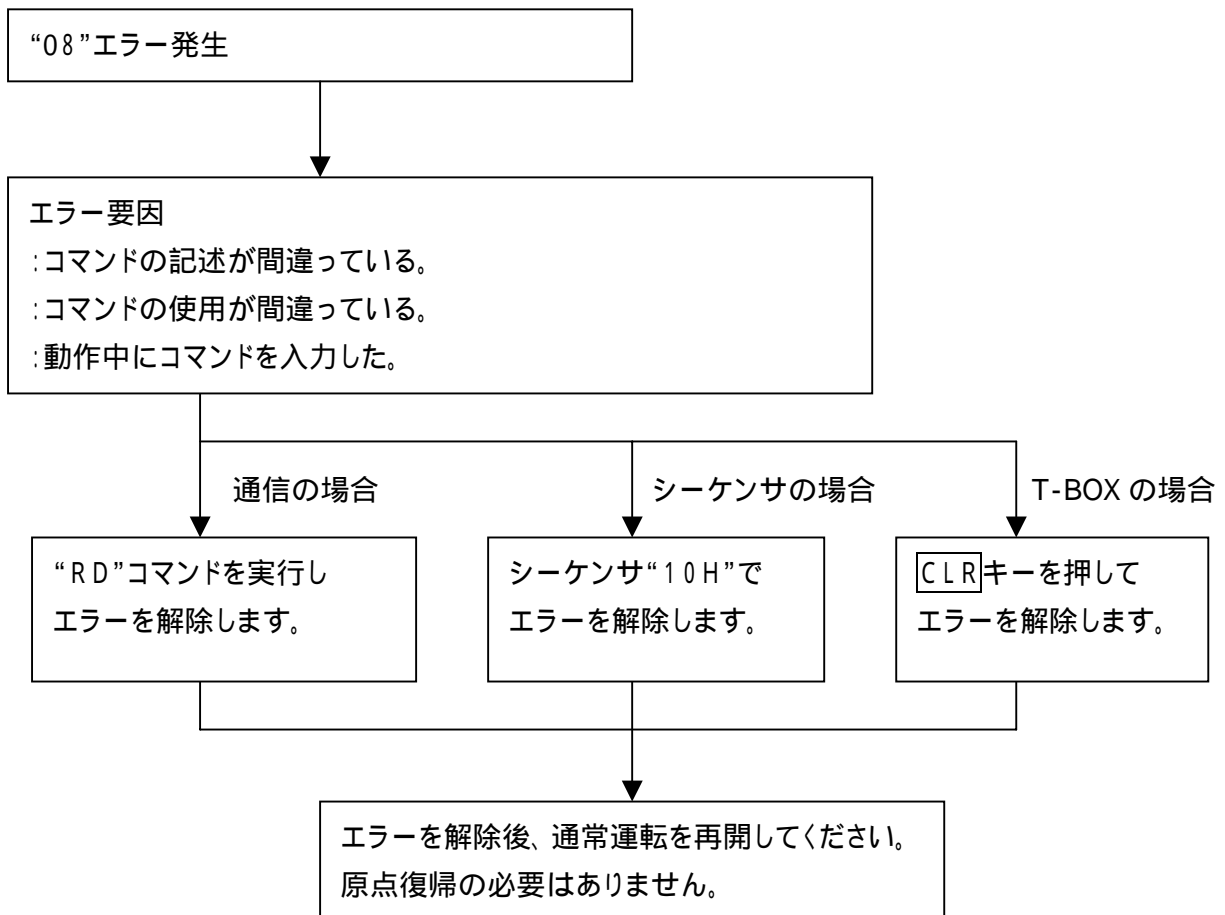 “08”エラー発生
エラー要因
:コマンドの記述が間違っている。
:コマンドの使用が間違っている。
:動作中にコマンドを入力した。
通信の場合
シーケンサの場合
T-BOX の場合
“RD”コマンドを実行し
エラーを解除します。
シーケンサ“10H”で
エラーを解除します。
CLRキーを押して
エラーを解除します。
エラーを解除後、通常運転を再開してください。
原点復帰の必要はありません。